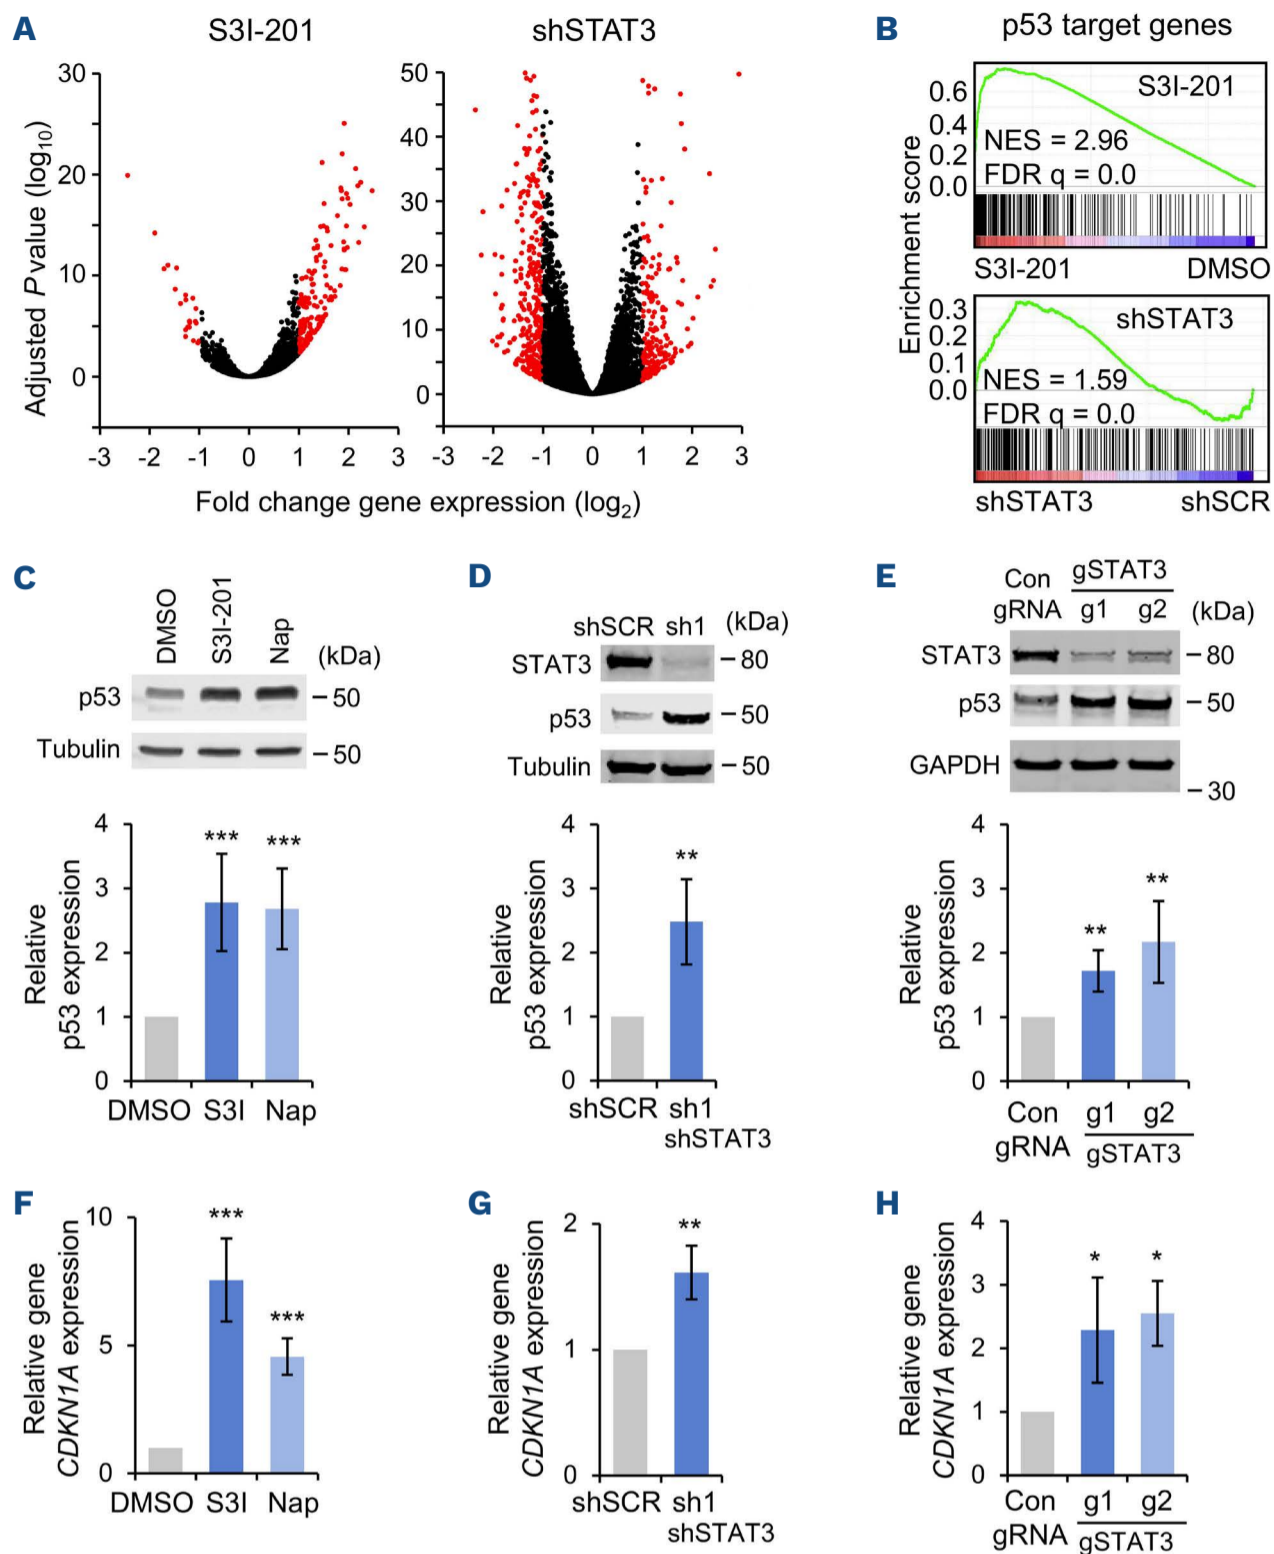 A
S3I-201
shSTAT3
Adjusted P value (log10)
30
20
10
0
50
40
30
20
10
0
-3 -2 -1 0 1 2 3
-3 -2 -1 0 1 2 3
Fold change gene expression (log2)
B
p53 target genes
Enrichment score
0.6
0.4
0.2
0.0
S3I-201
NES = 2.96
FDR q = 0.0
S3I-201 DMSO
0.3
0.2
0.1
0.0
shSTAT3
NES = 1.59
FDR q = 0.0
shSTAT3 shSCR
C
DMSO
S3I-201
Nap
(kDa)
p53
50
Tubulin
50
Relative
p53 expression
4
3
2
1
0
***
***
DMSO S3I Nap
D
shSCR sh1 (kDa)
STAT3
80
p53
50
Tubulin
50
Relative
p53 expression
4
3
2
1
0
**
shSCR sh1
shSTAT3
E
Con
gRNA
gSTAT3
g1 g2 (kDa)
STAT3
80
p53
50
GAPDH
30
Relative
p53 expression
4
3
2
1
0
**
**
Con
gRNA
g1 g2
gSTAT3
F
Relative gene
CDKN1A expression
10
5
0
***
***
DMSO S3I Nap
G
Relative gene
CDKN1A expression
2
1
0
**
shSCR sh1
shSTAT3
H
Relative gene
CDKN1A expression
4
3
2
1
0
*
*
Con
gRNA
g1 g2
gSTAT3